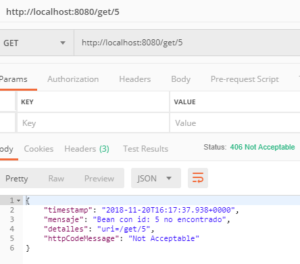 http://localhost:8080/get/5
GET http://localhost:8080/get/5
Params Authorization Headers Body Pre-request Script
KEY VALUE
Key Value
Body Cookies Headers (3) Test Results Status: 406 Not Acceptable
Pretty Raw Preview JSON
1 {
2 "timestamp": "2018-11-20T16:17:37.938+0000",
3 "mensaje": "Bean con id: 5 no encontrado",
4 "detalles": "uri=/get/5",
5 "httpCodeMessage": "Not Acceptable"
6 }